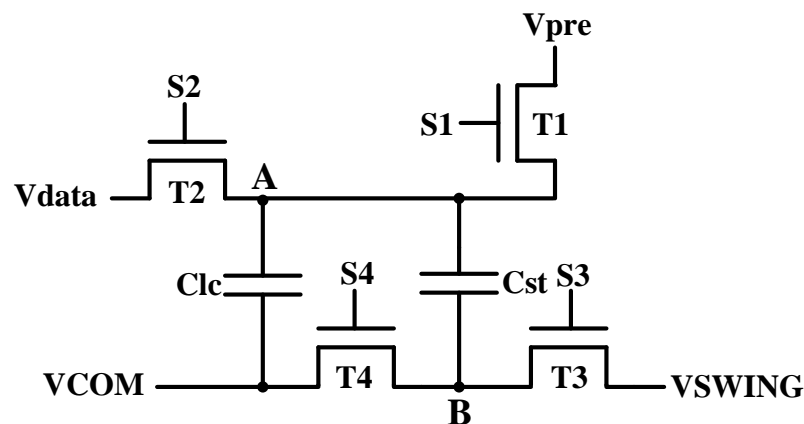 Vpre
S2
S1
T1
Vdata
T2
A
Clc
S4
Cst
S3
VCOM
T4
B
T3
VSWING